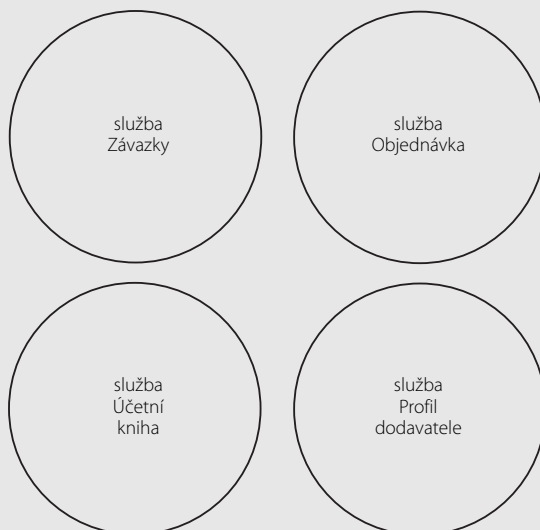 služba
Závazky
služba
Objednávka
služba
Účetní
kniha
služba
Profil
dodavatele